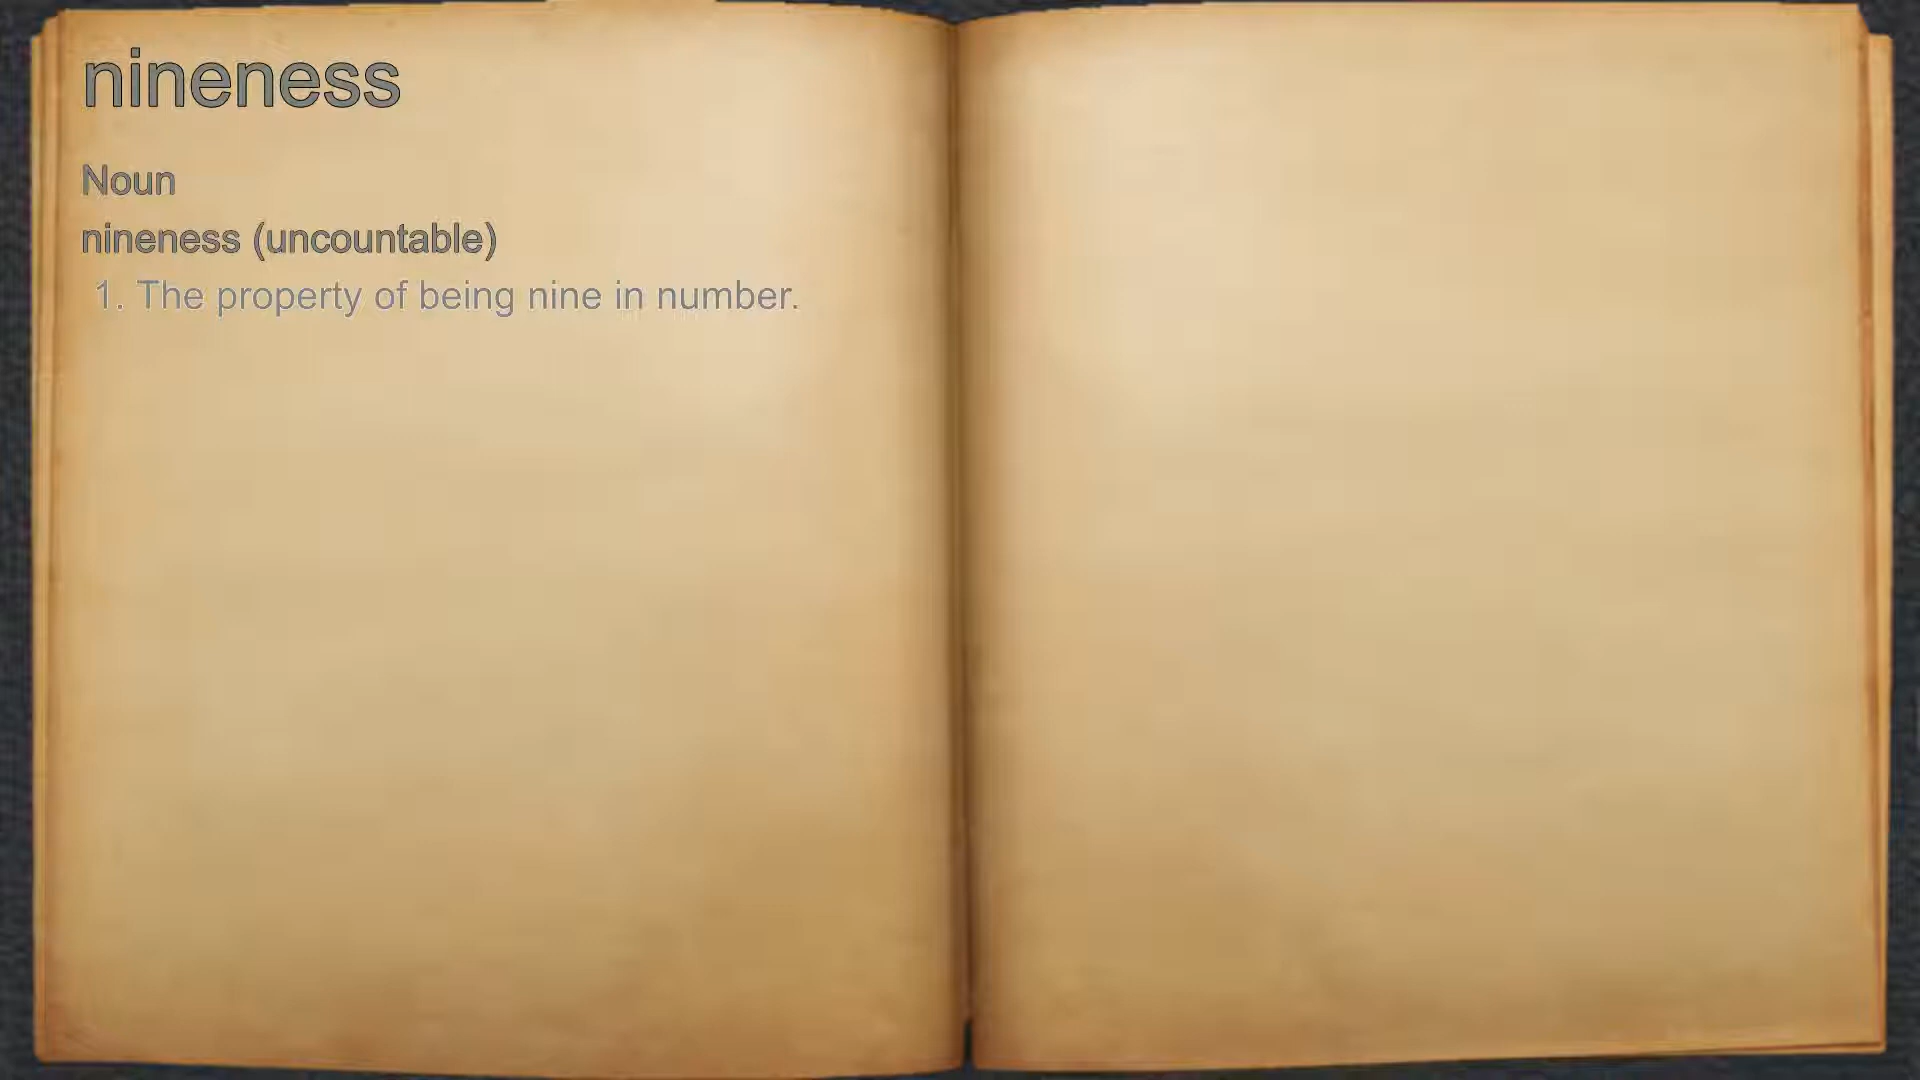 nineness
Noun
nineness (uncountable)
1. The property of being nine in number.